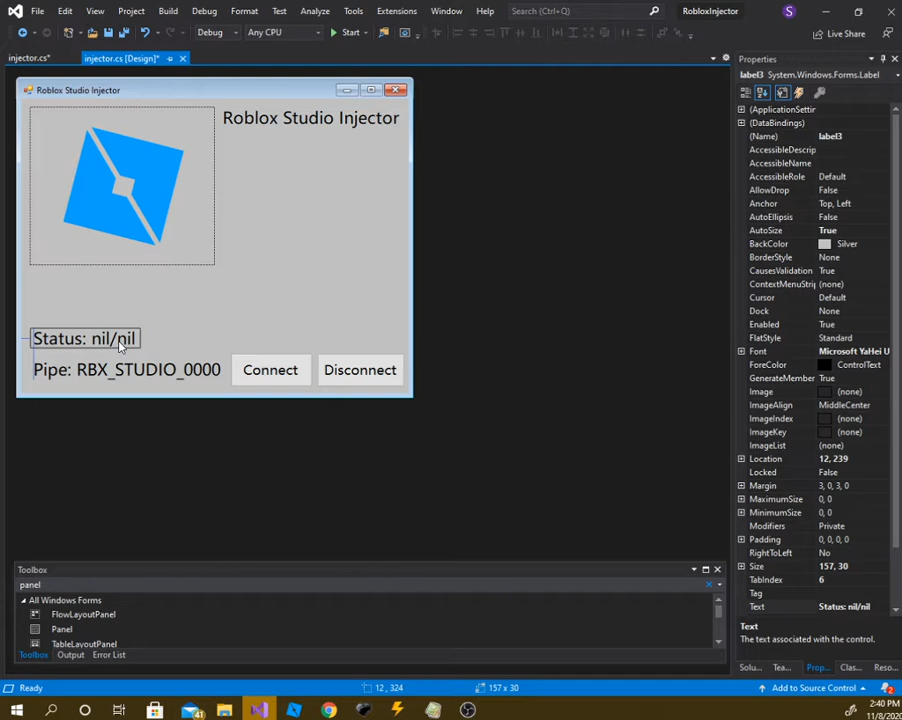 File Edit View Project Build Debug Test Analyze Tools Extensions Window Help Search (Ctrl+Q) RobloxInjector S
Debug Any CPU Start Live Share
injector.cs* injector.cs [Design]*
Properties
label3 System.Windows.Forms.Label
Roblox Studio Injector
Roblox Studio Injector
Status: nil/nil
Pipe: RBX_STUDIO_0000 Connect Disconnect
(ApplicationSettir
(DataBindings)
(Name) label3
AccessibleDescrip
AccessibleName
AccessibleRole Default
AllowDrop False
Anchor Top, Left
AutoEllipsis False
AutoSize True
BackColor Silver
BorderStyle None
CausesValidation True
ContextMenuStrip (none)
Cursor Default
Dock None
Enabled True
FlatStyle Standard
Font Microsoft YaHei U
ForeColor ControlText
GenerateMember True
Image (none)
ImageAlign MiddleCenter
ImageIndex (none)
ImageKey (none)
ImageList (none)
Location 12, 239
Locked False
Margin 3, 0, 3, 0
MaximumSize 0, 0
MinimumSize 0, 0
Modifiers Private
Padding 0, 0, 0, 0
RightToLeft No
Size 157, 30
TabIndex 6
Tag
Text Status: nil/nil
Text
The text associated with the control.
Toolbox
panel
All Windows Forms
FlowLayoutPanel
Panel
TableLayoutPanel
Toolbox Output Error List
Solu... Tea... Prop... Clas... Reso...
Ready 12 , 324 157 x 30 Add to Source Control 2
41 2:40 PM